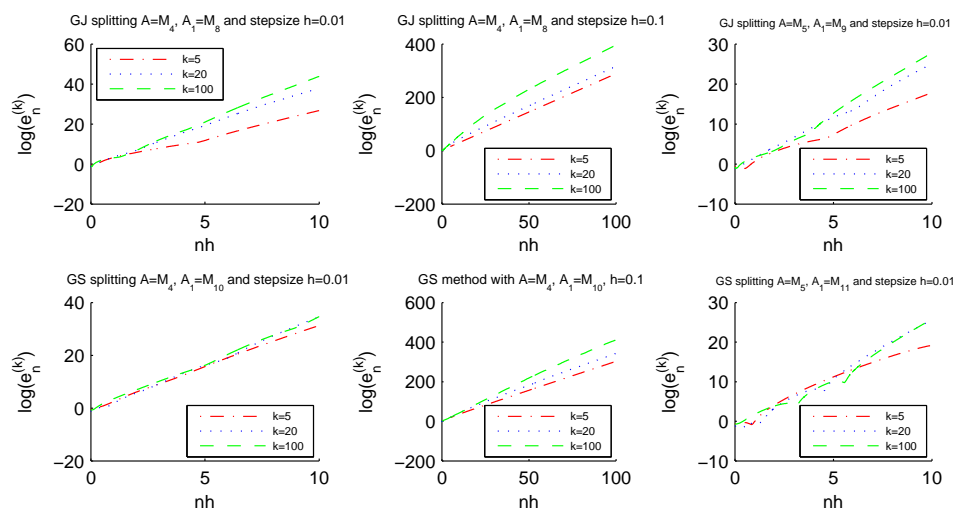 GJ splitting A=M₄, A₁=M₈ and stepsize h=0.01
60
40
20
0
−20
0 5 10
nh
log(eₙ⁽ᵏ⁾)
k=5
k=20
k=100
GJ splitting A=M₄, A₁=M₈ and stepsize h=0.1
400
200
0
−200
0 50 100
nh
log(eₙ⁽ᵏ⁾)
k=5
k=20
k=100
GJ splitting A=M₅, A₁=M₉ and stepsize h=0.01
30
20
10
0
−10
0 5 10
nh
log(eₙ⁽ᵏ⁾)
k=5
k=20
k=100
GS splitting A=M₄, A₁=M₁₀ and stepsize h=0.01
40
20
0
−20
0 5 10
nh
log(eₙ⁽ᵏ⁾)
k=5
k=20
k=100
GS method with A=M₄, A₁=M₁₀, h=0.1
600
400
200
0
−200
0 50 100
nh
log(eₙ⁽ᵏ⁾)
k=5
k=20
k=100
GS splitting A=M₅, A₁=M₁₁ and stepsize h=0.01
30
20
10
0
−10
0 5 10
nh
log(eₙ⁽ᵏ⁾)
k=5
k=20
k=100